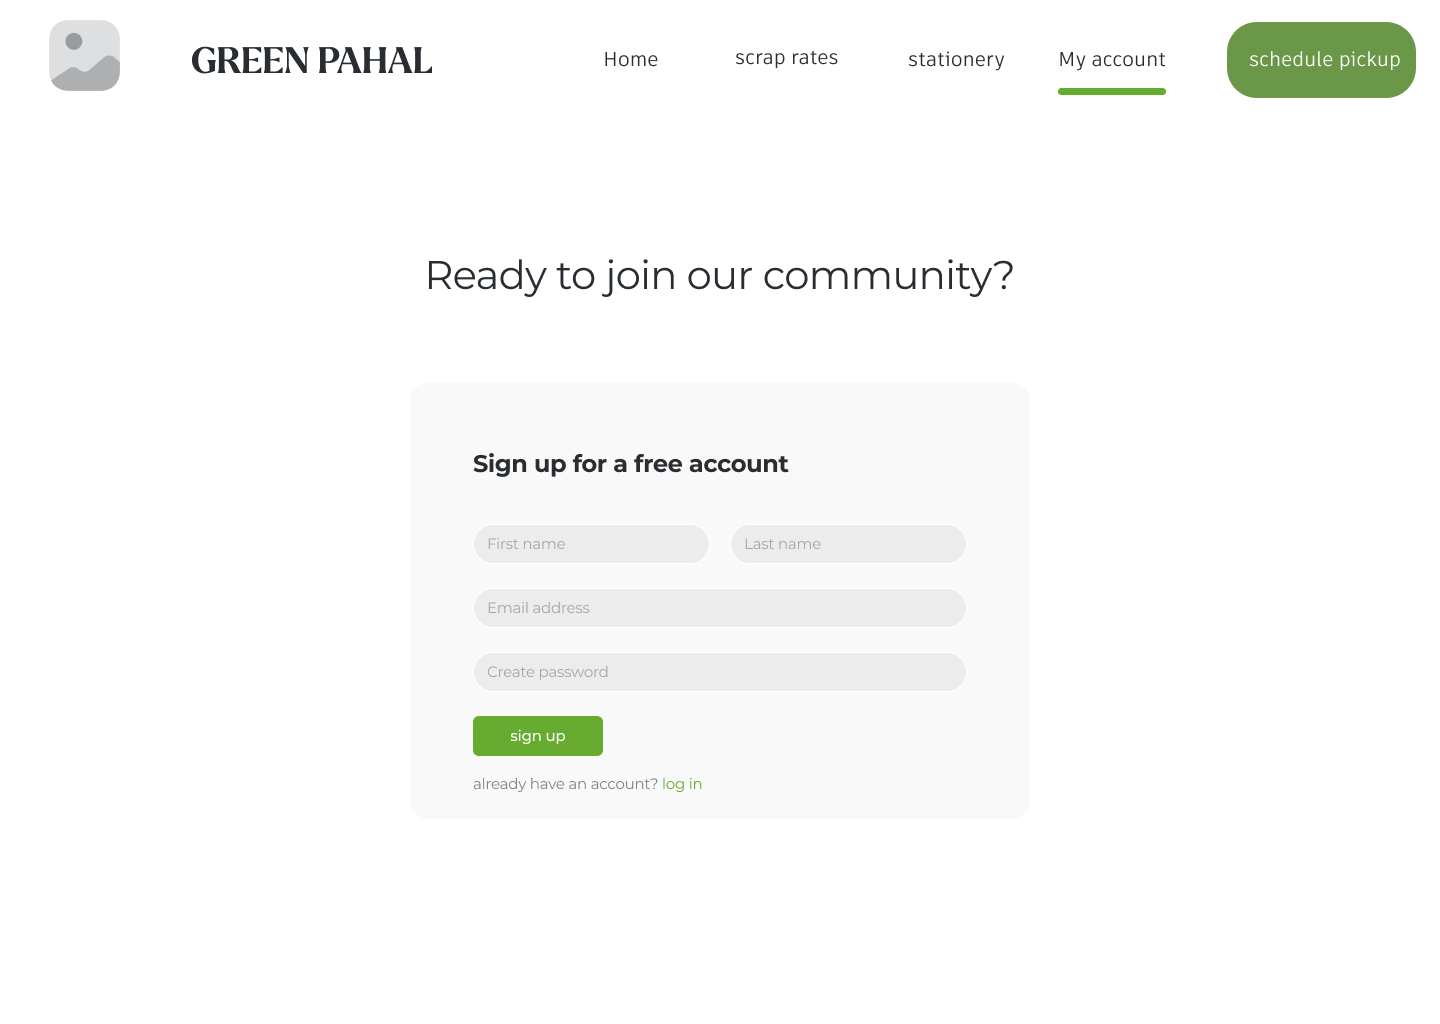 GREEN PAHAL
Home
scrap rates
stationery
My account
schedule pickup
Ready to join our community?
Sign up for a free account
First name
Last name
Email address
Create password
sign up
already have an account? log in